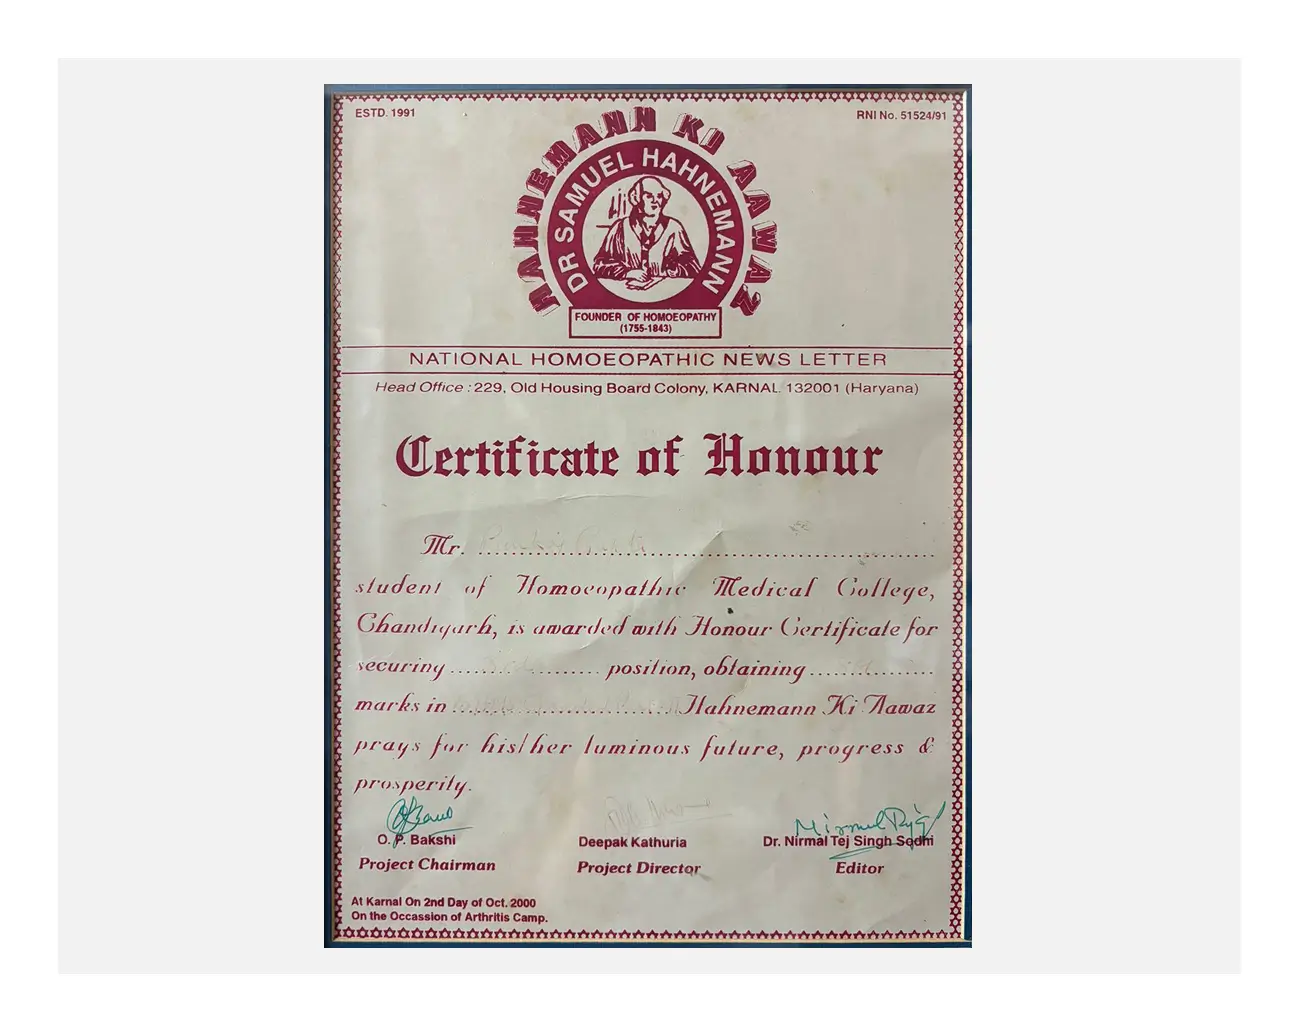 ESTD. 1991
RNI No. 51524/91
HAHNEMANN KI AAWAZ
DR SAMUEL HAHNEMANN
FOUNDER OF HOMOEOPATHY
(1755-1843)
NATIONAL HOMOEOPATHIC NEWS LETTER
Head Office : 229, Old Housing Board Colony, KARNAL 132001 (Haryana)
Certificate of Honour
Mr.
student of Homoeopathic Medical College,
Chandigarh, is awarded with Honour Certificate for
securing position, obtaining
marks in Hahnemann Ki Aawaz
prays for his/her luminous future, progress &
prosperity.
O. P. Bakshi
Deepak Kathuria
Dr. Nirmal Tej Singh Sodhi
Project Chairman
Project Director
Editor
At Karnal On 2nd Day of Oct. 2000
On the Occassion of Arthritis Camp.